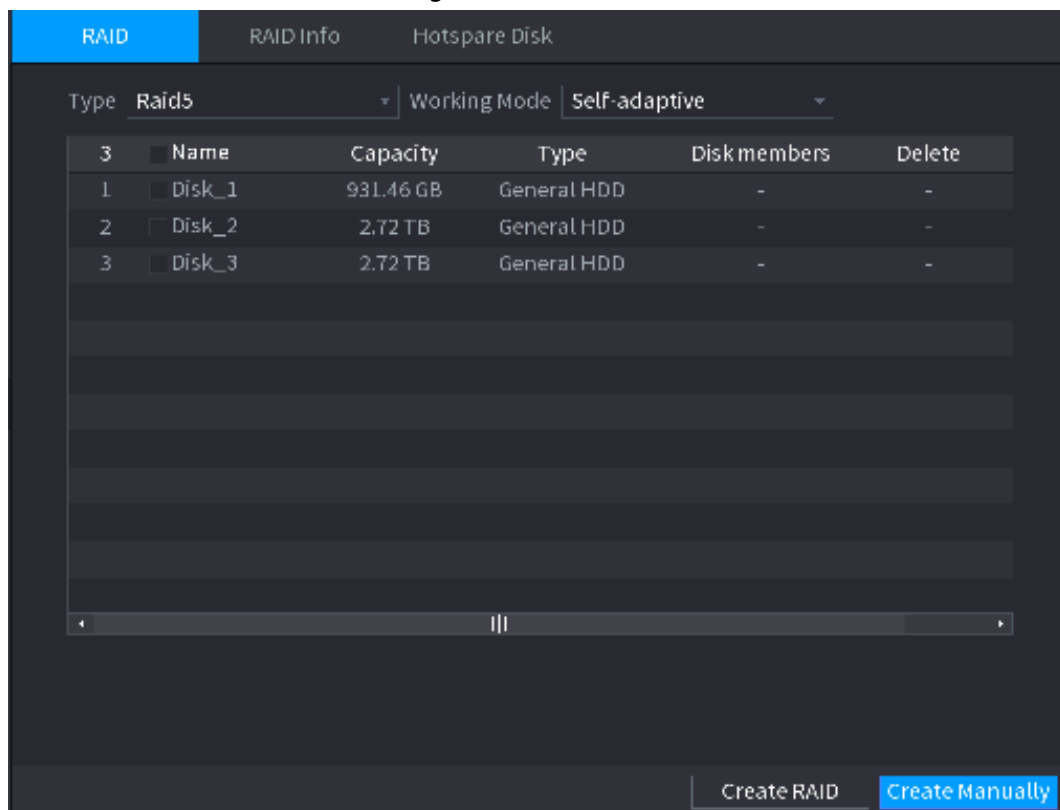 RAID RAID Info Hotspare Disk
Type Raid5 Working Mode Self-adaptive
3 Name Capacity Type Disk members Delete
1 Disk_1 931.46 GB General HDD - -
2 Disk_2 2.72 TB General HDD - -
3 Disk_3 2.72 TB General HDD - -
Create RAID Create Manually